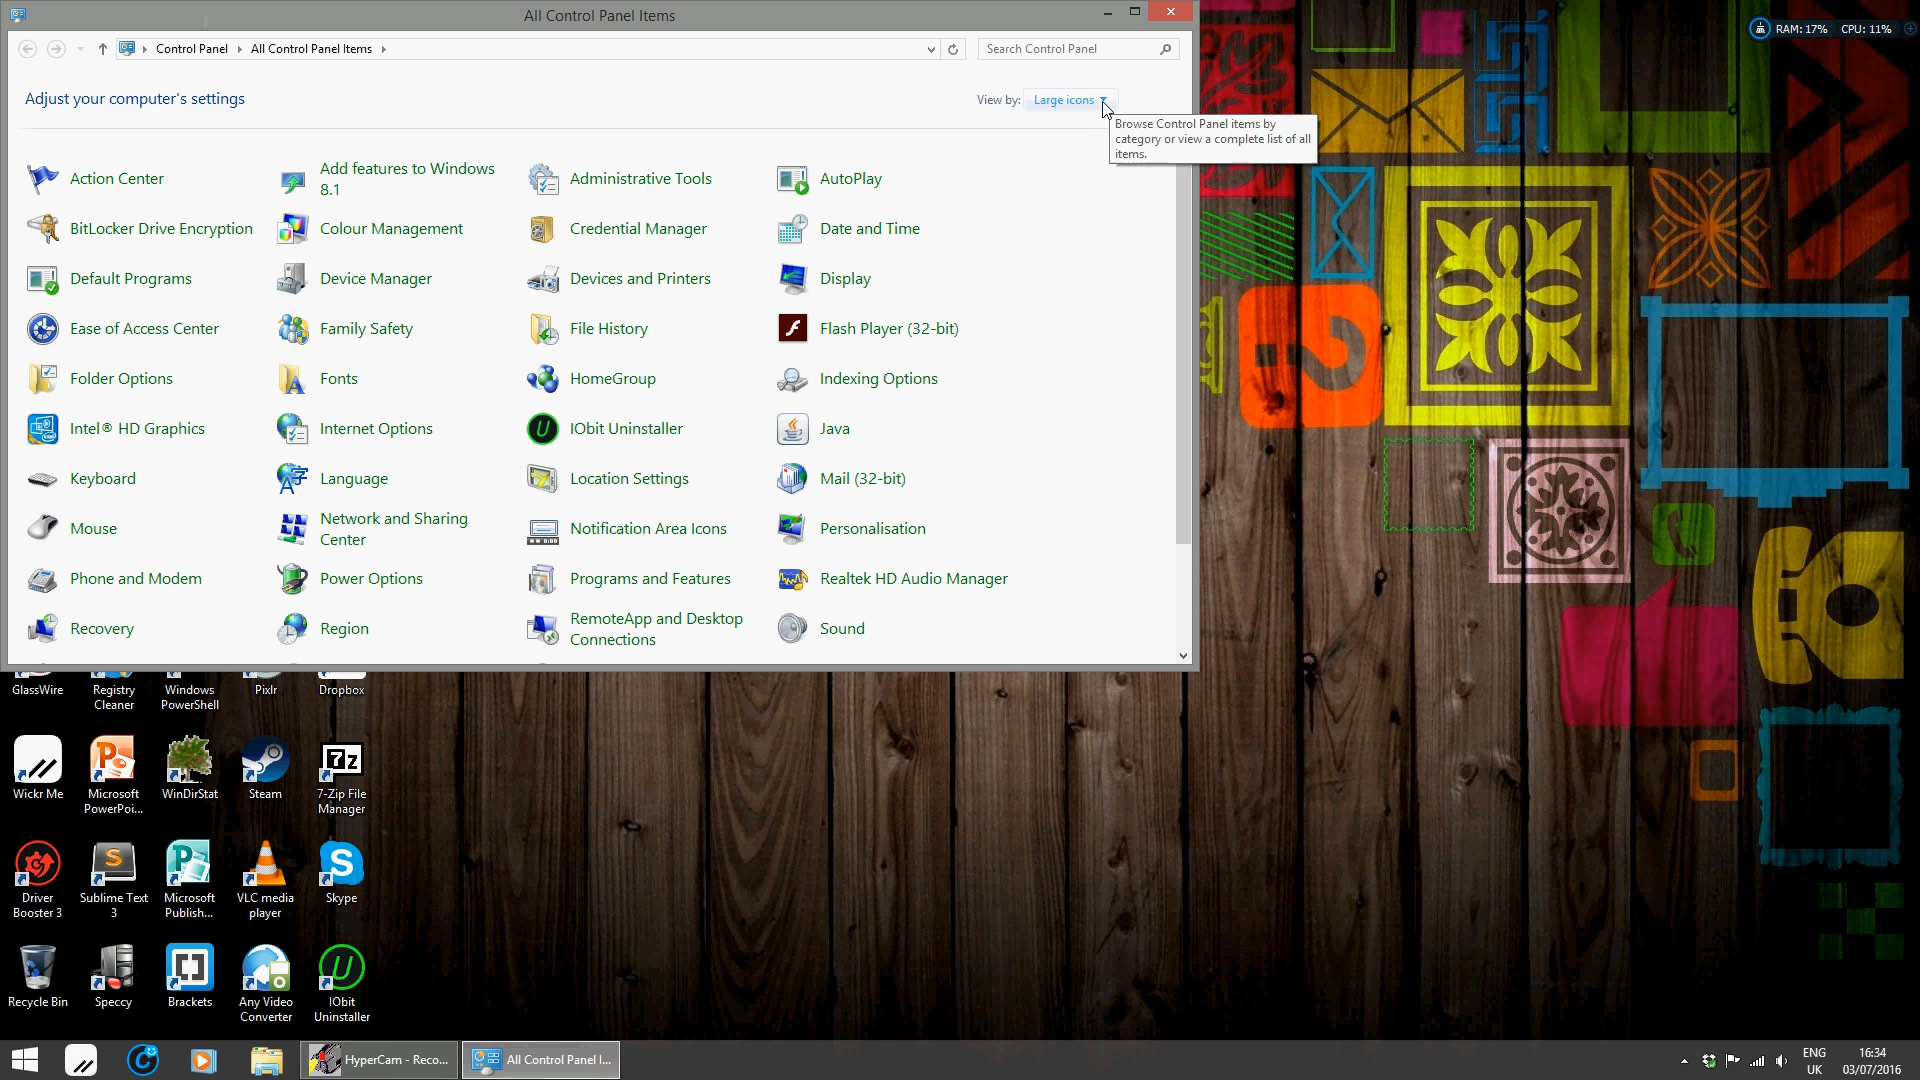 All Control Panel Items
RAM: 17% CPU: 11%
Control Panel All Control Panel Items
Search Control Panel
Adjust your computer's settings
View by: Large icons
Browse Control Panel items by
category or view a complete list of all
items.
Action Center
Add features to Windows
8.1
Administrative Tools
AutoPlay
BitLocker Drive Encryption
Colour Management
Credential Manager
Date and Time
Default Programs
Device Manager
Devices and Printers
Display
Ease of Access Center
Family Safety
File History
Flash Player (32-bit)
Folder Options
Fonts
HomeGroup
Indexing Options
Intel® HD Graphics
Internet Options
IObit Uninstaller
Java
Keyboard
Language
Location Settings
Mail (32-bit)
Mouse
Network and Sharing
Center
Notification Area Icons
Personalisation
Phone and Modem
Power Options
Programs and Features
Realtek HD Audio Manager
Recovery
Region
RemoteApp and Desktop
Connections
Sound
GlassWire
Registry
Cleaner
Windows
PowerShell
Pixlr
Dropbox
Wickr Me
Microsoft
PowerPoi...
WinDirStat
Steam
7z
7-Zip File
Manager
Driver
Booster 3
Sublime Text
3
Microsoft
Publish...
VLC media
player
Skype
Recycle Bin
Speccy
Brackets
Any Video
Converter
IObit
Uninstaller
HyperCam - Reco...
All Control Panel I...
ENG
UK
16:34
03/07/2016